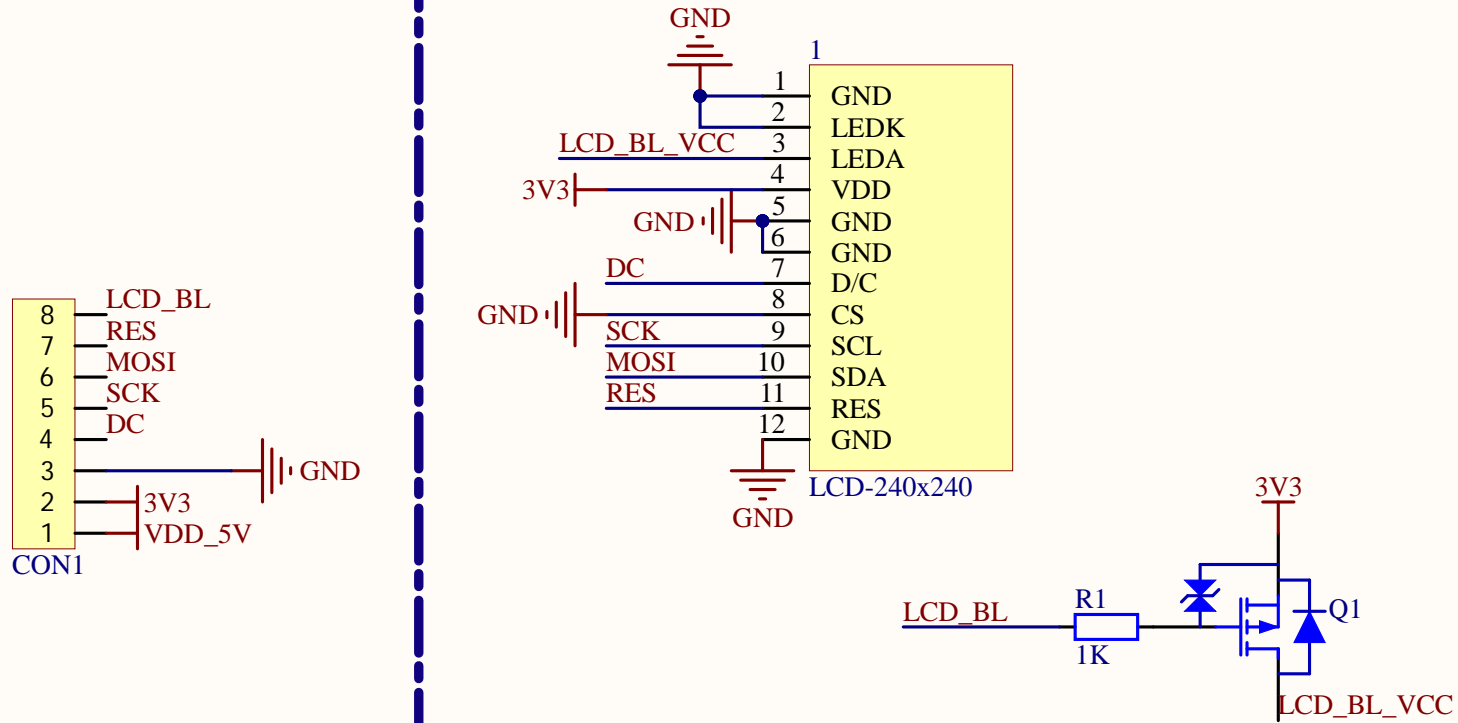 GND
1
1 GND
2 LEDK
LCD_BL_VCC 3 LEDA
3V3 4 VDD
GND 5 GND
6 GND
DC 7 D/C
GND 8 CS
SCK 9 SCL
MOSI 10 SDA
RES 11 RES
12 GND
LCD-240x240
GND
8 LCD_BL
7 RES
6 MOSI
5 SCK
4 DC
3 GND
2 3V3
1 VDD_5V
CON1
3V3
LCD_BL R1 Q1
1K
LCD_BL_VCC